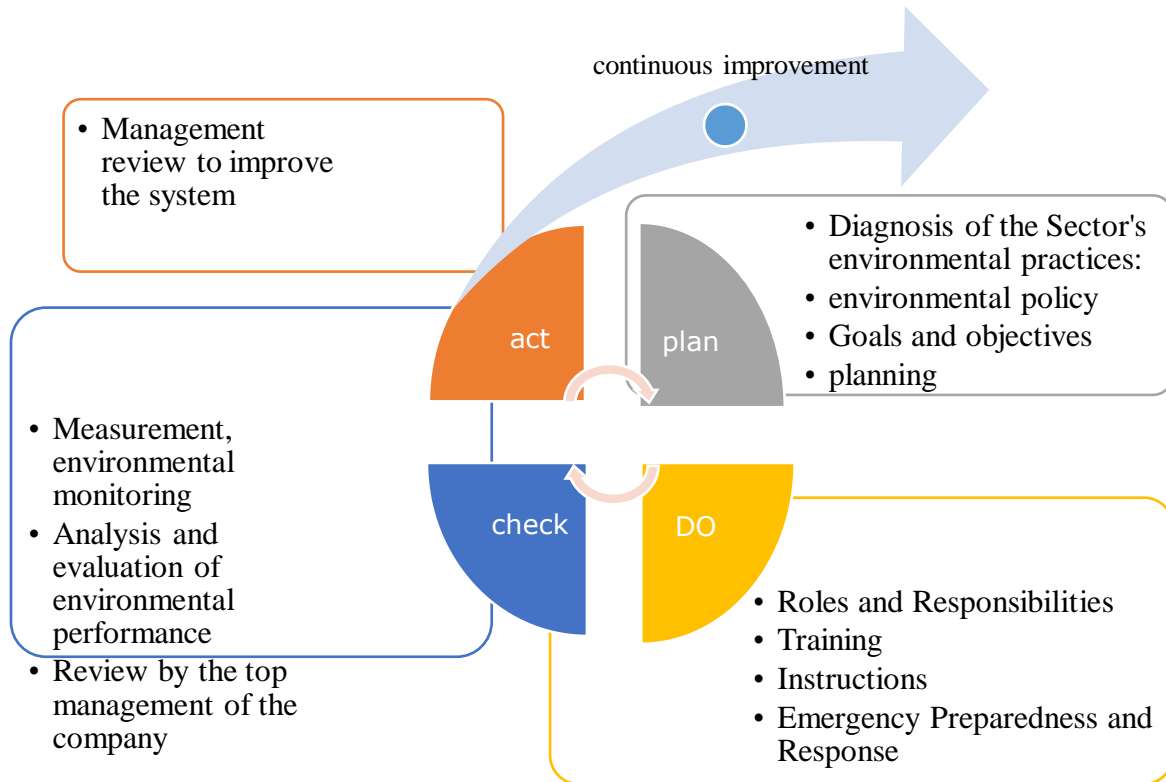 continuous improvement
• Management
review to improve
the system
• Diagnosis of the Sector's
environmental practices:
• environmental policy
• Goals and objectives
• planning
act
plan
check
DO
• Measurement,
environmental
monitoring
• Analysis and
evaluation of
environmental
performance
• Review by the top
management of the
company
• Roles and Responsibilities
• Training
• Instructions
• Emergency Preparedness and
Response